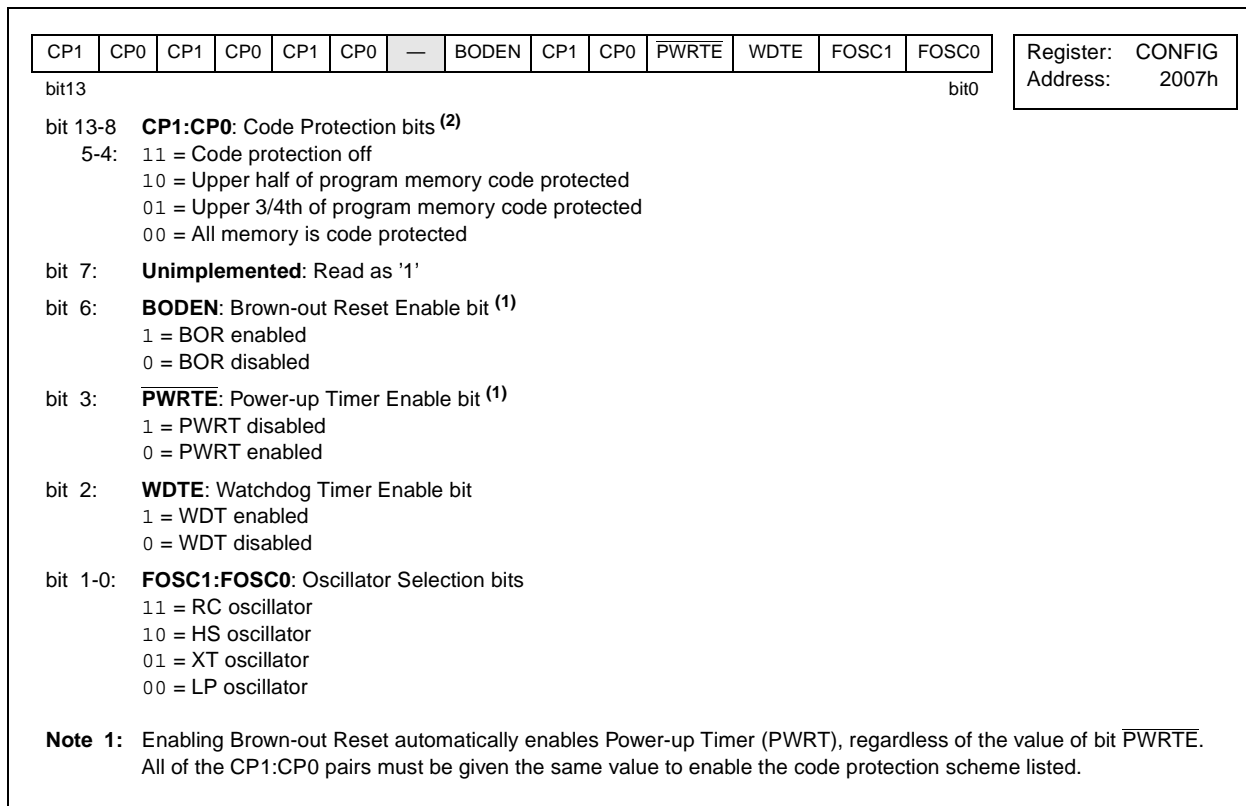 CP1 CP0 CP1 CP0 CP1 CP0 — BODEN CP1 CP0 PWRTE WDTE FOSC1 FOSC0
Register: CONFIG
Address: 2007h
bit13 bit0
bit 13-8 CP1:CP0: Code Protection bits (2)
5-4: 11 = Code protection off
10 = Upper half of program memory code protected
01 = Upper 3/4th of program memory code protected
00 = All memory is code protected
bit 7: Unimplemented: Read as '1'
bit 6: BODEN: Brown-out Reset Enable bit (1)
1 = BOR enabled
0 = BOR disabled
bit 3: PWRTE: Power-up Timer Enable bit (1)
1 = PWRT disabled
0 = PWRT enabled
bit 2: WDTE: Watchdog Timer Enable bit
1 = WDT enabled
0 = WDT disabled
bit 1-0: FOSC1:FOSC0: Oscillator Selection bits
11 = RC oscillator
10 = HS oscillator
01 = XT oscillator
00 = LP oscillator
Note 1: Enabling Brown-out Reset automatically enables Power-up Timer (PWRT), regardless of the value of bit PWRTE.
All of the CP1:CP0 pairs must be given the same value to enable the code protection scheme listed.